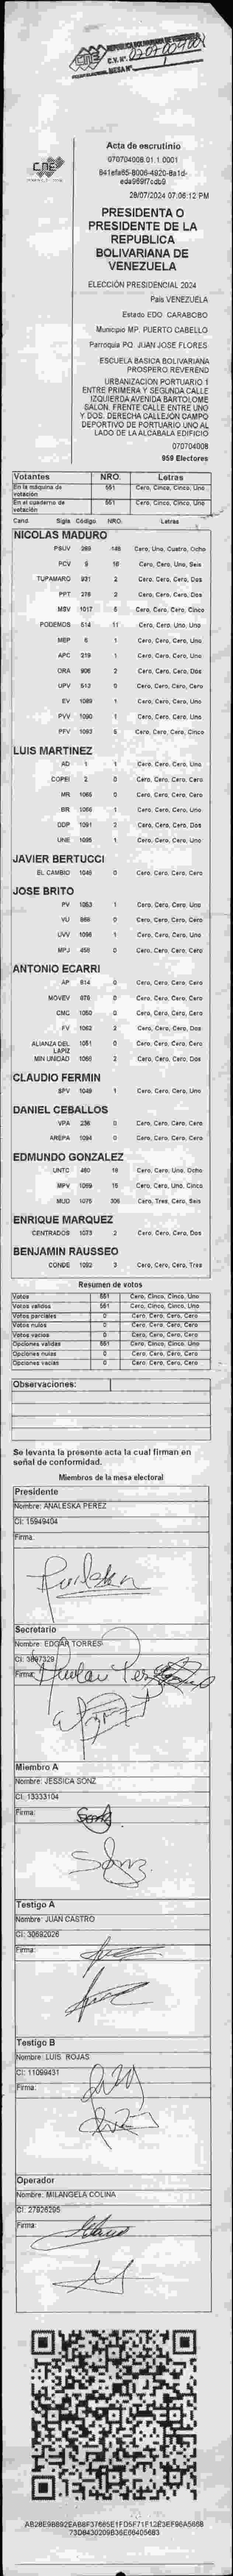 CNE
REPÚBLICA BOLIVARIANA DE VENEZUELA
C.V. N°.
MESA N°
CNE
Acta de escrutinio
070704008.01.1.0001
841efa65-8006-4920-8a1d-
eda969f7cdb9
28/07/2024 07:06:12 PM
PRESIDENTA O
PRESIDENTE DE LA
REPUBLICA
BOLIVARIANA DE
VENEZUELA
ELECCIÓN PRESIDENCIAL 2024
País VENEZUELA
Estado EDO. CARABOBO
Municipio MP. PUERTO CABELLO
Parroquia PQ. JUAN JOSE FLORES
ESCUELA BASICA BOLIVARIANA
PROSPERO REVEREND
URBANIZACION PORTUARIO 1
ENTRE PRIMERA Y SEGUNDA CALLE
IZQUIERDA AVENIDA BARTOLOME
SALON. FRENTE CALLE ENTRE UNO
Y DOS. DERECHA CALLEJON CAMPO
DEPORTIVO DE PORTUARIO UNO AL
LADO DE LA ALCABALA EDIFICIO
070704008
959 Electores
Votantes NRO. Letras
En la máquina de votación 551 Cero, Cinco, Cinco, Uno
En el cuaderno de votación 551 Cero, Cinco, Cinco, Uno
Cand. Sigla Código NRO. Letras
NICOLAS MADURO
PSUV 289 148 Cero, Uno, Cuatro, Ocho
PCV 9 16 Cero, Cero, Uno, Seis
TUPAMARO 931 2 Cero, Cero, Cero, Dos
PPT 278 2 Cero, Cero, Cero, Dos
MSV 1017 5 Cero, Cero, Cero, Cinco
PODEMOS 514 11 Cero, Cero, Uno, Uno
MEP 6 1 Cero, Cero, Cero, Uno
APC 219 1 Cero, Cero, Cero, Uno
ORA 906 2 Cero, Cero, Cero, Dos
UPV 513 0 Cero, Cero, Cero, Cero
EV 1089 1 Cero, Cero, Cero, Uno
PVV 1090 1 Cero, Cero, Cero, Uno
PFV 1093 5 Cero, Cero, Cero, Cinco
LUIS MARTINEZ
AD 1 1 Cero, Cero, Cero, Uno
COPEI 2 0 Cero, Cero, Cero, Cero
MR 1065 0 Cero, Cero, Cero, Cero
BR 1066 1 Cero, Cero, Cero, Uno
DDP 1091 2 Cero, Cero, Cero, Dos
UNE 1095 1 Cero, Cero, Cero, Uno
JAVIER BERTUCCI
EL CAMBIO 1046 0 Cero, Cero, Cero, Cero
JOSE BRITO
PV 1053 1 Cero, Cero, Cero, Uno
VU 868 0 Cero, Cero, Cero, Cero
UVV 1096 1 Cero, Cero, Cero, Uno
MPJ 458 0 Cero, Cero, Cero, Cero
ANTONIO ECARRI
AP 814 0 Cero, Cero, Cero, Cero
MOVEV 976 0 Cero, Cero, Cero, Cero
CMC 1050 0 Cero, Cero, Cero, Cero
FV 1062 2 Cero, Cero, Cero, Dos
ALIANZA DEL LAPIZ 1051 0 Cero, Cero, Cero, Cero
MIN UNIDAD 1068 2 Cero, Cero, Cero, Dos
CLAUDIO FERMIN
SPV 1049 1 Cero, Cero, Cero, Uno
DANIEL CEBALLOS
VPA 236 0 Cero, Cero, Cero, Cero
AREPA 1094 0 Cero, Cero, Cero, Cero
EDMUNDO GONZALEZ
UNTC 460 18 Cero, Cero, Uno, Ocho
MPV 1069 15 Cero, Cero, Uno, Cinco
MUD 1075 306 Cero, Tres, Cero, Seis
ENRIQUE MARQUEZ
CENTRADOS 1073 2 Cero, Cero, Cero, Dos
BENJAMIN RAUSSEO
CONDE 1092 3 Cero, Cero, Cero, Tres
Resumen de votos
Votos 551 Cero, Cinco, Cinco, Uno
Votos validos 551 Cero, Cinco, Cinco, Uno
Votos parciales 0 Cero, Cero, Cero, Cero
Votos nulos 0 Cero, Cero, Cero, Cero
Votos vacios 0 Cero, Cero, Cero, Cero
Opciones validas 551 Cero, Cinco, Cinco, Uno
Opciones nulas 0 Cero, Cero, Cero, Cero
Opciones vacias 0 Cero, Cero, Cero, Cero
Observaciones:
Se levanta la presente acta la cual firman en
señal de conformidad.
Miembros de la mesa electoral
Presidente
Nombre: ANALESKA PEREZ
CI: 15949404
Firma:
Secretario
Nombre: EDGAR TORRES
CI: 3897329
Firma:
Miembro A
Nombre: JESSICA SONZ
CI: 13333104
Firma:
Sonz
Testigo A
Nombre: JUAN CASTRO
CI: 30692026
Firma:
Testigo B
Nombre: LUIS ROJAS
CI: 11099431
Firma:
Operador
Nombre: MILANGELA COLINA
CI: 27926295
Firma: